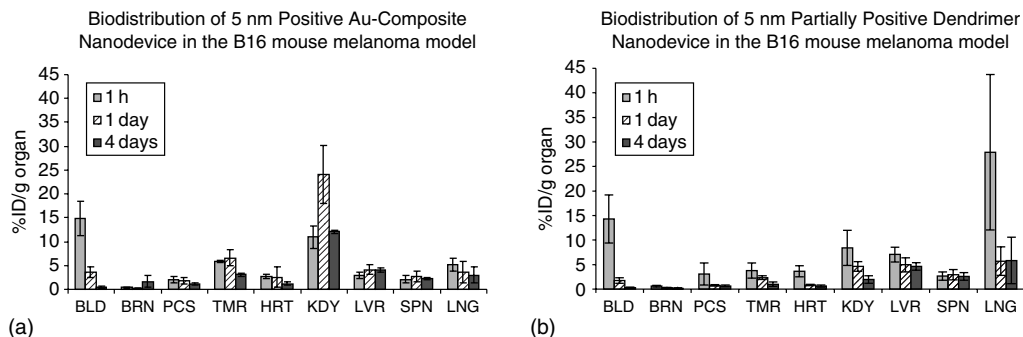 Biodistribution of 5 nm Positive Au-Composite
Nanodevice in the B16 mouse melanoma model
45
40
35
30
25
20
15
10
5
0
%ID/g organ
1 h
1 day
4 days
BLD BRN PCS TMR HRT KDY LVR SPN LNG
(a)
Biodistribution of 5 nm Partially Positive Dendrimer
Nanodevice in the B16 mouse melanoma model
45
40
35
30
25
20
15
10
5
0
%ID/g organ
1 h
1 day
4 days
BLD BRN PCS TMR HRT KDY LVR SPN LNG
(b)